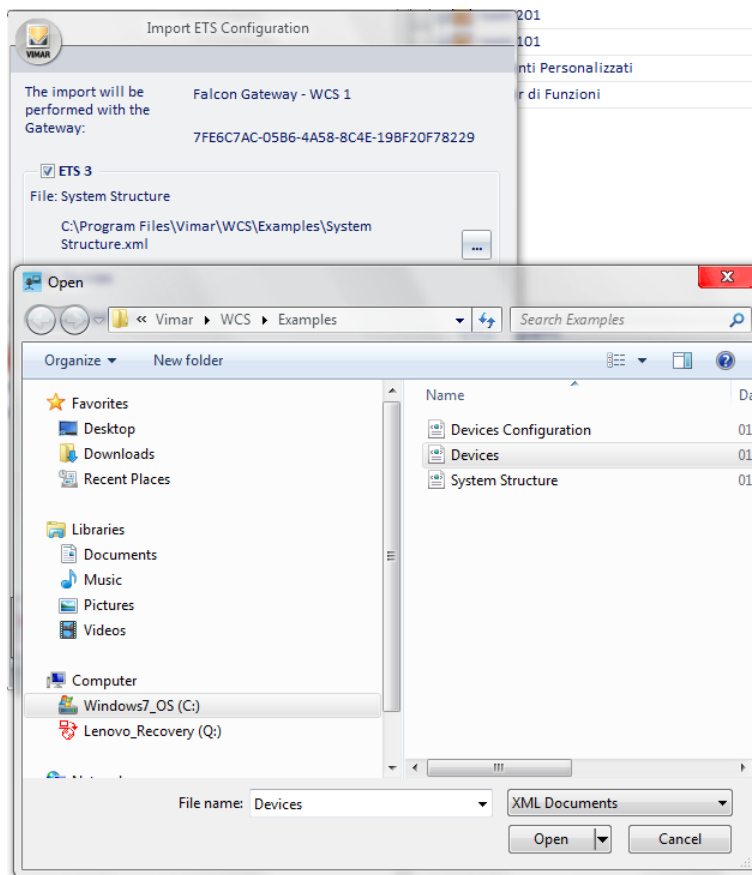 Import ETS Configuration
VIMAR
201
101
nti Personalizzati
r di Funzioni
The import will be
performed with the
Gateway:
Falcon Gateway - WCS 1
7FE6C7AC-05B6-4A58-8C4E-19BF20F78229
ETS 3
File: System Structure
C:\Program Files\Vimar\WCS\Examples\System
Structure.xml
...
Open
« Vimar WCS Examples
Search Examples
Organize
New folder
Favorites
Desktop
Downloads
Recent Places
Libraries
Documents
Music
Pictures
Videos
Computer
Windows7_OS (C:)
Lenovo_Recovery (Q:)
Name
Da
Devices Configuration
01
Devices
01
System Structure
01
File name:
Devices
XML Documents
Open
Cancel